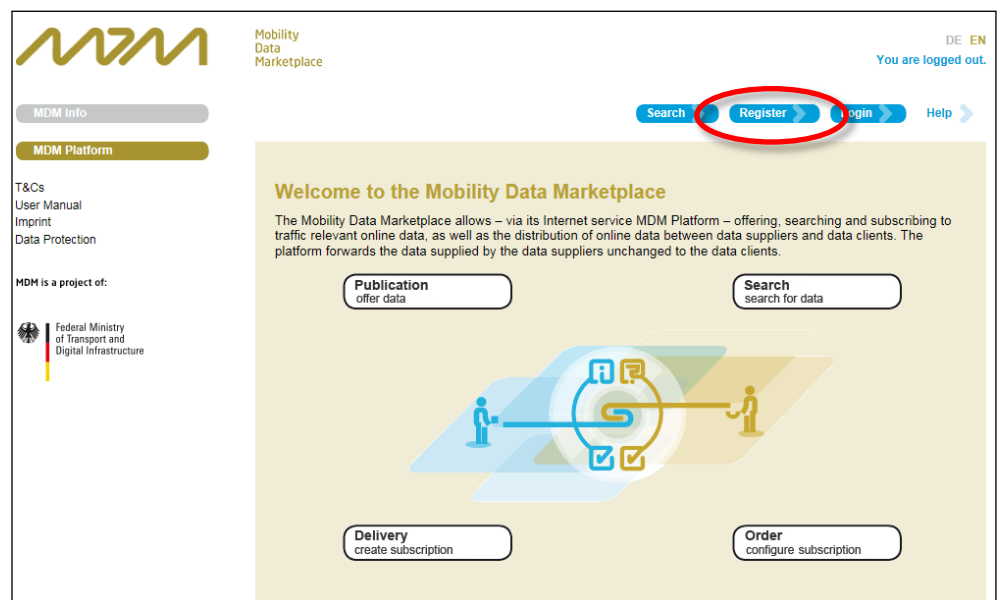 MDM
Mobility
Data
Marketplace
DE EN
You are logged out.
MDM Info
Search
Register
Login
Help
MDM Platform
T&Cs
User Manual
Imprint
Data Protection
MDM is a project of:
Federal Ministry
of Transport and
Digital Infrastructure
Welcome to the Mobility Data Marketplace
The Mobility Data Marketplace allows – via its Internet service MDM Platform – offering, searching and subscribing to
traffic relevant online data, as well as the distribution of online data between data suppliers and data clients. The
platform forwards the data supplied by the data suppliers unchanged to the data clients.
Publication
offer data
Search
search for data
Delivery
create subscription
Order
configure subscription